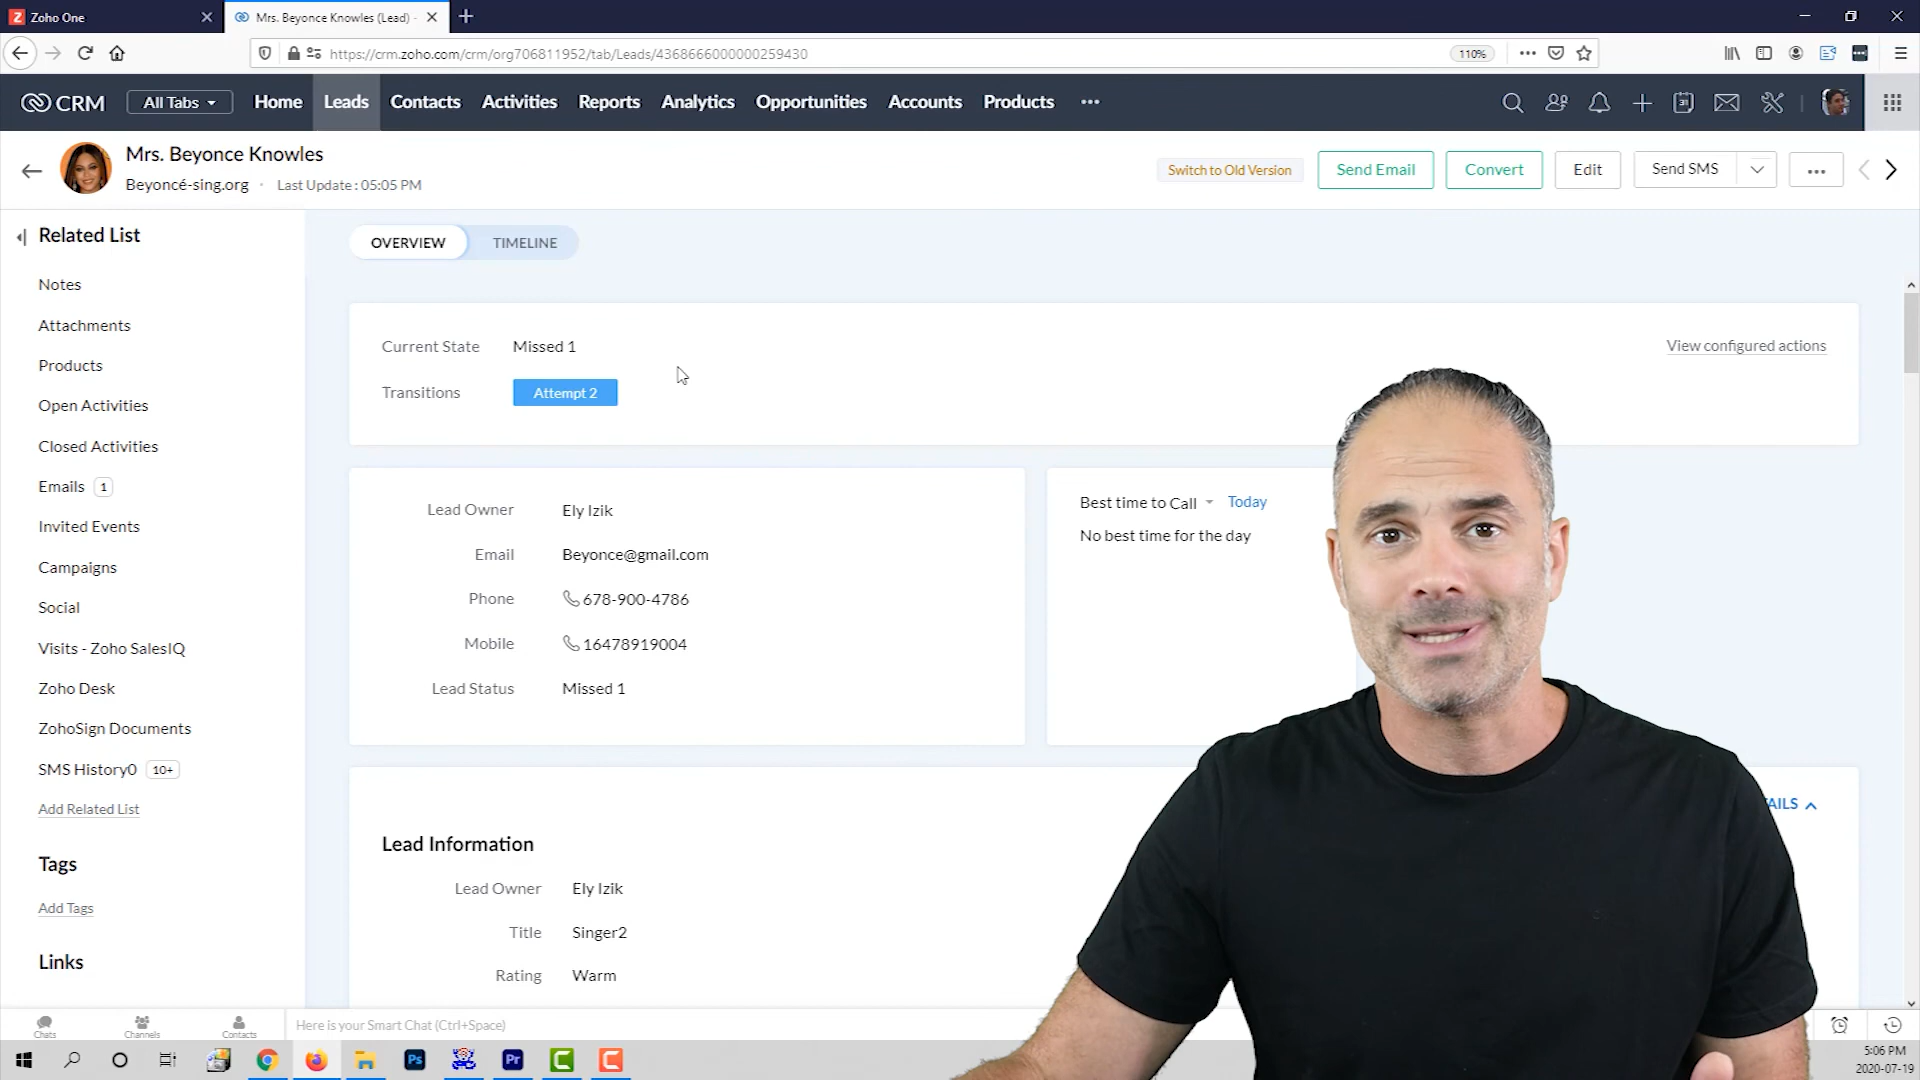 Zoho One
Mrs. Beyonce Knowles (Lead) -
https://crm.zoho.com/crm/org706811952/tab/Leads/4368666000000259430
110%
CRM
All Tabs
Home
Leads
Contacts
Activities
Reports
Analytics
Opportunities
Accounts
Products
Mrs. Beyonce Knowles
Beyoncé-sing.org · Last Update : 05:05 PM
Switch to Old Version
Send Email
Convert
Edit
Send SMS
Related List
Notes
Attachments
Products
Open Activities
Closed Activities
Emails 1
Invited Events
Campaigns
Social
Visits - Zoho SalesIQ
Zoho Desk
ZohoSign Documents
SMS History0 10+
Add Related List
Tags
Add Tags
Links
OVERVIEW
TIMELINE
Current State Missed 1
View configured actions
Transitions Attempt 2
Lead Owner Ely Izik
Email Beyonce@gmail.com
Phone 678-900-4786
Mobile 16478919004
Lead Status Missed 1
Best time to Call Today
No best time for the day
AILS
Lead Information
Lead Owner Ely Izik
Title Singer2
Rating Warm
Chats
Channels
Contacts
Here is your Smart Chat (Ctrl+Space)
Ps
Pr
5:06 PM
2020-07-19